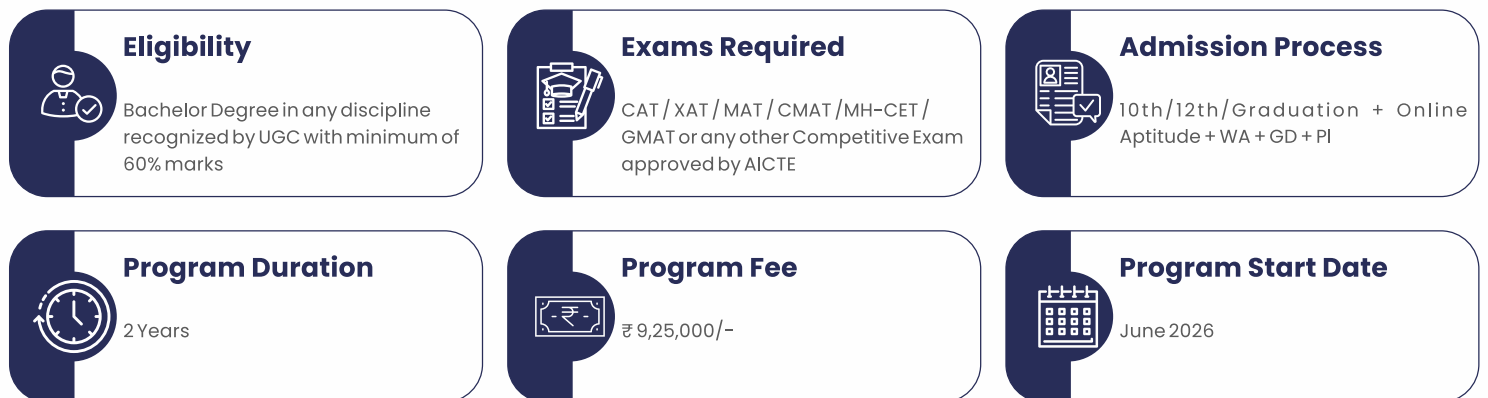 Eligibility
Bachelor Degree in any discipline
recognized by UGC with minimum of
60% marks
Exams Required
CAT / XAT / MAT / CMAT /MH-CET /
GMAT or any other Competitive Exam
approved by AICTE
Admission Process
10th/12th/Graduation + Online
Aptitude + WA + GD + PI
Program Duration
2 Years
Program Fee
₹ 9,25,000/-
Program Start Date
June 2026